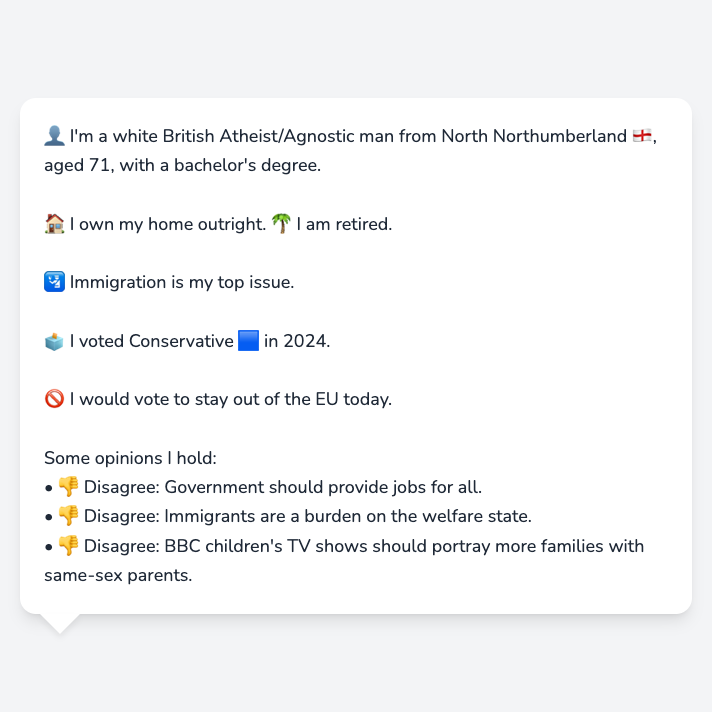 👤 I'm a white British Atheist/Agnostic man from North Northumberland 🏴󠁧󠁢󠁥󠁮󠁧󠁿,
aged 71, with a bachelor's degree.
🏠 I own my home outright. 🌴 I am retired.
🛂 Immigration is my top issue.
🗳️ I voted Conservative 🟦 in 2024.
🚫 I would vote to stay out of the EU today.
Some opinions I hold:
• 👎 Disagree: Government should provide jobs for all.
• 👎 Disagree: Immigrants are a burden on the welfare state.
• 👎 Disagree: BBC children's TV shows should portray more families with
same-sex parents.